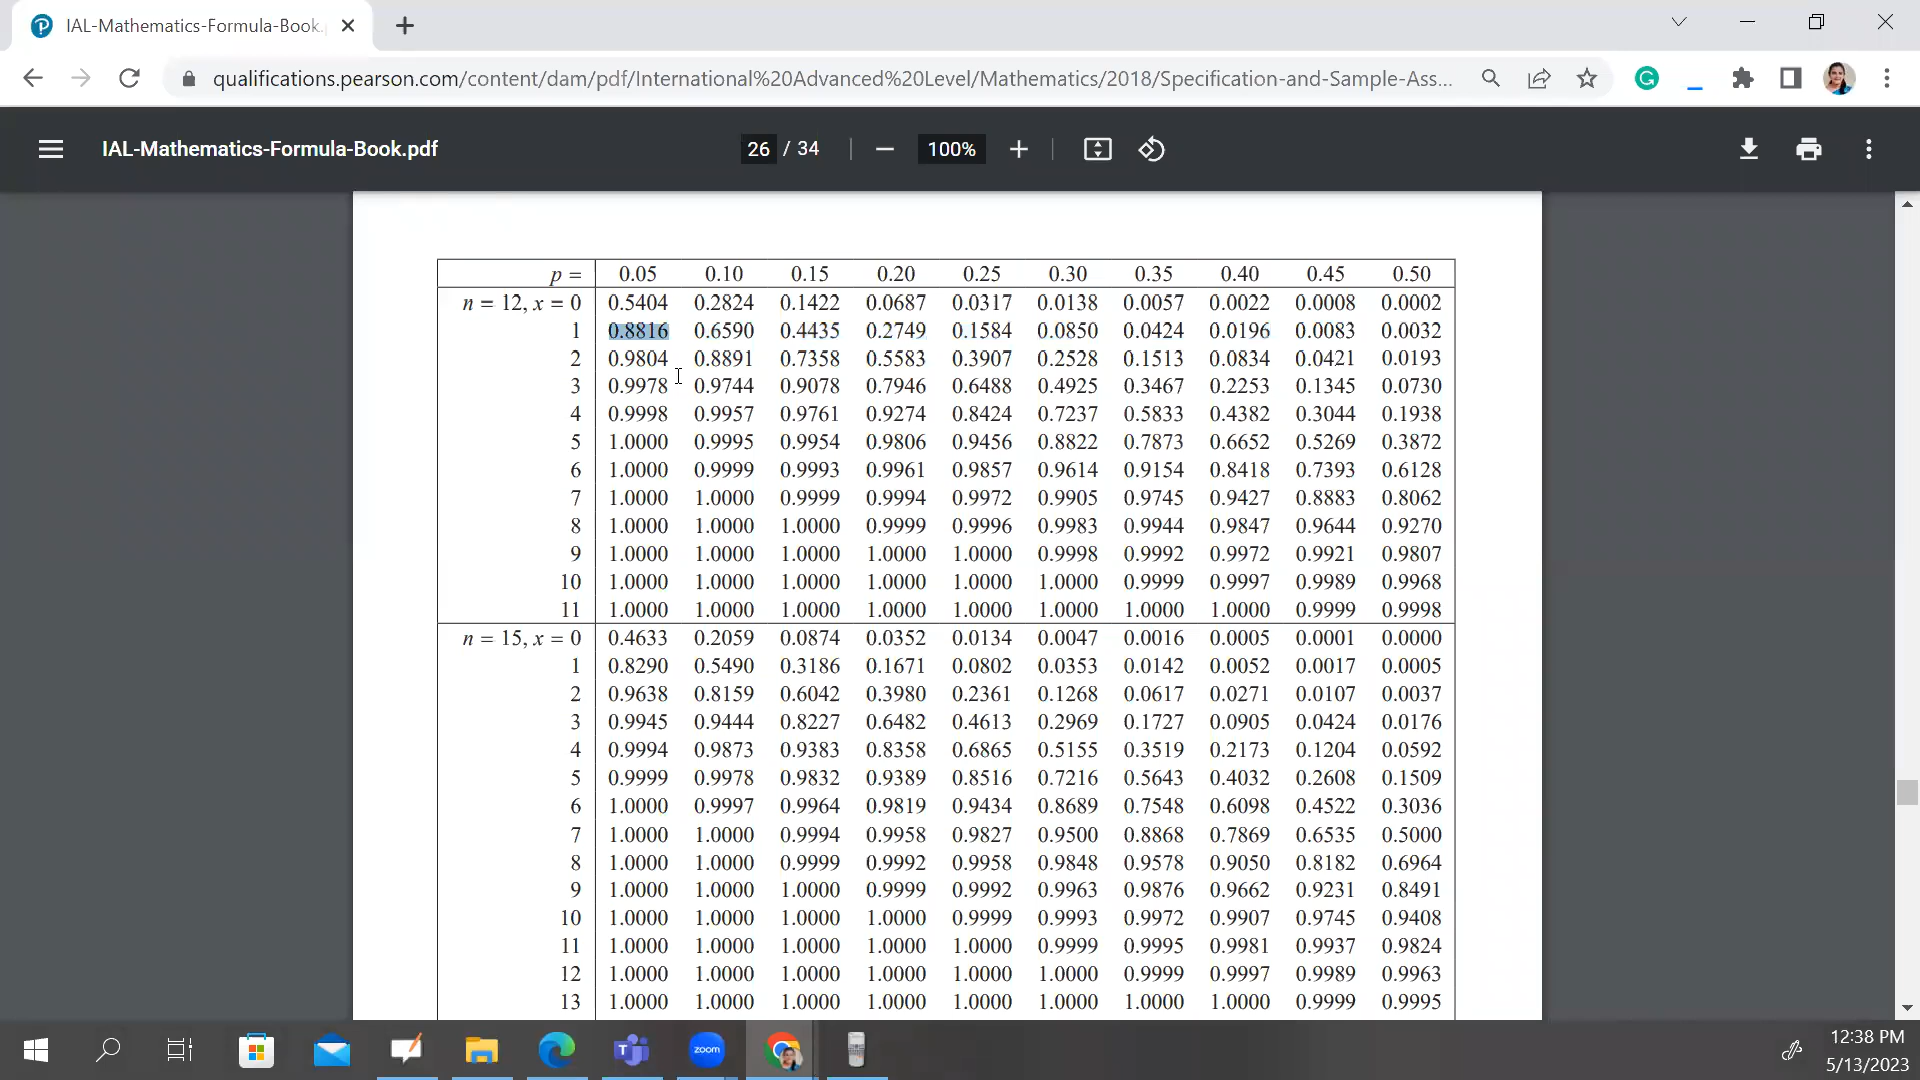 IAL-Mathematics-Formula-Book.
qualifications.pearson.com/content/dam/pdf/International%20Advanced%20Level/Mathematics/2018/Specification-and-Sample-Ass...
IAL-Mathematics-Formula-Book.pdf
26 / 34
100%
p = 0.05 0.10 0.15 0.20 0.25 0.30 0.35 0.40 0.45 0.50
n = 12, x = 0 0.5404 0.2824 0.1422 0.0687 0.0317 0.0138 0.0057 0.0022 0.0008 0.0002
1 0.8816 0.6590 0.4435 0.2749 0.1584 0.0850 0.0424 0.0196 0.0083 0.0032
2 0.9804 0.8891 0.7358 0.5583 0.3907 0.2528 0.1513 0.0834 0.0421 0.0193
3 0.9978 0.9744 0.9078 0.7946 0.6488 0.4925 0.3467 0.2253 0.1345 0.0730
4 0.9998 0.9957 0.9761 0.9274 0.8424 0.7237 0.5833 0.4382 0.3044 0.1938
5 1.0000 0.9995 0.9954 0.9806 0.9456 0.8822 0.7873 0.6652 0.5269 0.3872
6 1.0000 0.9999 0.9993 0.9961 0.9857 0.9614 0.9154 0.8418 0.7393 0.6128
7 1.0000 1.0000 0.9999 0.9994 0.9972 0.9905 0.9745 0.9427 0.8883 0.8062
8 1.0000 1.0000 1.0000 0.9999 0.9996 0.9983 0.9944 0.9847 0.9644 0.9270
9 1.0000 1.0000 1.0000 1.0000 1.0000 0.9998 0.9992 0.9972 0.9921 0.9807
10 1.0000 1.0000 1.0000 1.0000 1.0000 1.0000 0.9999 0.9997 0.9989 0.9968
11 1.0000 1.0000 1.0000 1.0000 1.0000 1.0000 1.0000 1.0000 0.9999 0.9998
n = 15, x = 0 0.4633 0.2059 0.0874 0.0352 0.0134 0.0047 0.0016 0.0005 0.0001 0.0000
1 0.8290 0.5490 0.3186 0.1671 0.0802 0.0353 0.0142 0.0052 0.0017 0.0005
2 0.9638 0.8159 0.6042 0.3980 0.2361 0.1268 0.0617 0.0271 0.0107 0.0037
3 0.9945 0.9444 0.8227 0.6482 0.4613 0.2969 0.1727 0.0905 0.0424 0.0176
4 0.9994 0.9873 0.9383 0.8358 0.6865 0.5155 0.3519 0.2173 0.1204 0.0592
5 0.9999 0.9978 0.9832 0.9389 0.8516 0.7216 0.5643 0.4032 0.2608 0.1509
6 1.0000 0.9997 0.9964 0.9819 0.9434 0.8689 0.7548 0.6098 0.4522 0.3036
7 1.0000 1.0000 0.9994 0.9958 0.9827 0.9500 0.8868 0.7869 0.6535 0.5000
8 1.0000 1.0000 0.9999 0.9992 0.9958 0.9848 0.9578 0.9050 0.8182 0.6964
9 1.0000 1.0000 1.0000 0.9999 0.9992 0.9963 0.9876 0.9662 0.9231 0.8491
10 1.0000 1.0000 1.0000 1.0000 0.9999 0.9993 0.9972 0.9907 0.9745 0.9408
11 1.0000 1.0000 1.0000 1.0000 1.0000 0.9999 0.9995 0.9981 0.9937 0.9824
12 1.0000 1.0000 1.0000 1.0000 1.0000 1.0000 0.9999 0.9997 0.9989 0.9963
13 1.0000 1.0000 1.0000 1.0000 1.0000 1.0000 1.0000 1.0000 0.9999 0.9995
zoom
12:38 PM
5/13/2023